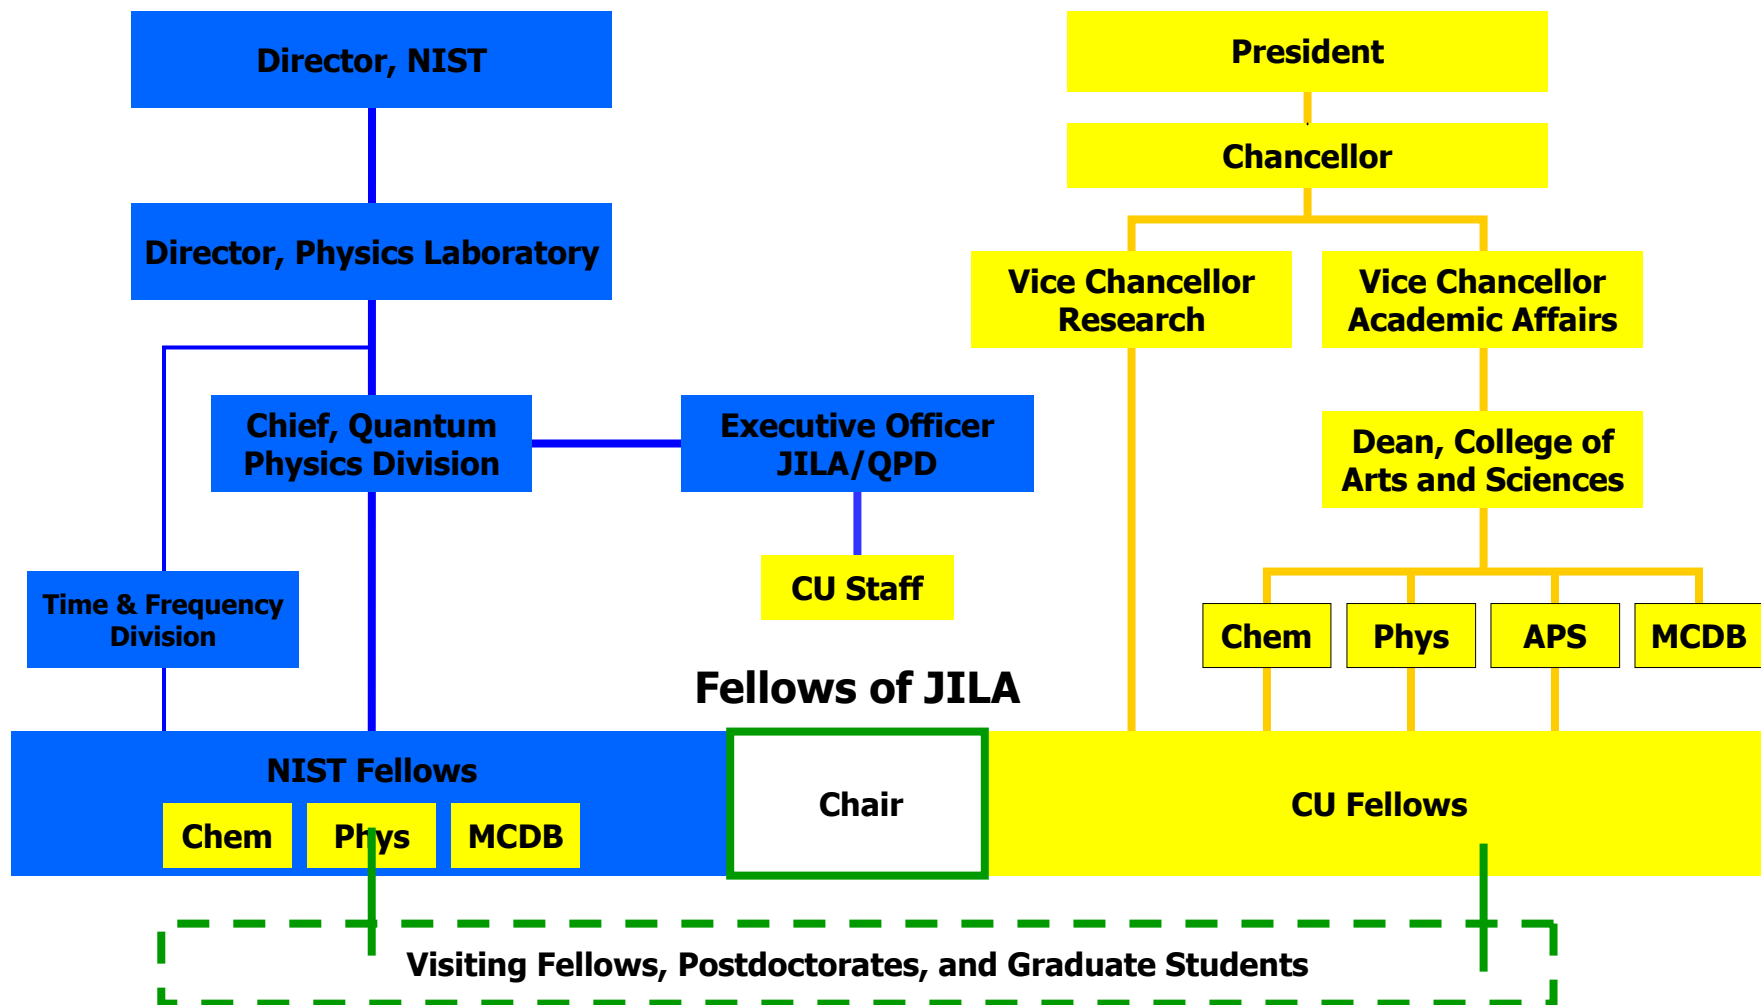 Director, NIST
President
Chancellor
Director, Physics Laboratory
Vice Chancellor
Research
Vice Chancellor
Academic Affairs
Chief, Quantum
Physics Division
Executive Officer
JILA/QPD
Dean, College of
Arts and Sciences
Time & Frequency
Division
CU Staff
Chem
Phys
APS
MCDB
Fellows of JILA
NIST Fellows
Chem
Phys
MCDB
Chair
CU Fellows
Visiting Fellows, Postdoctorates, and Graduate Students